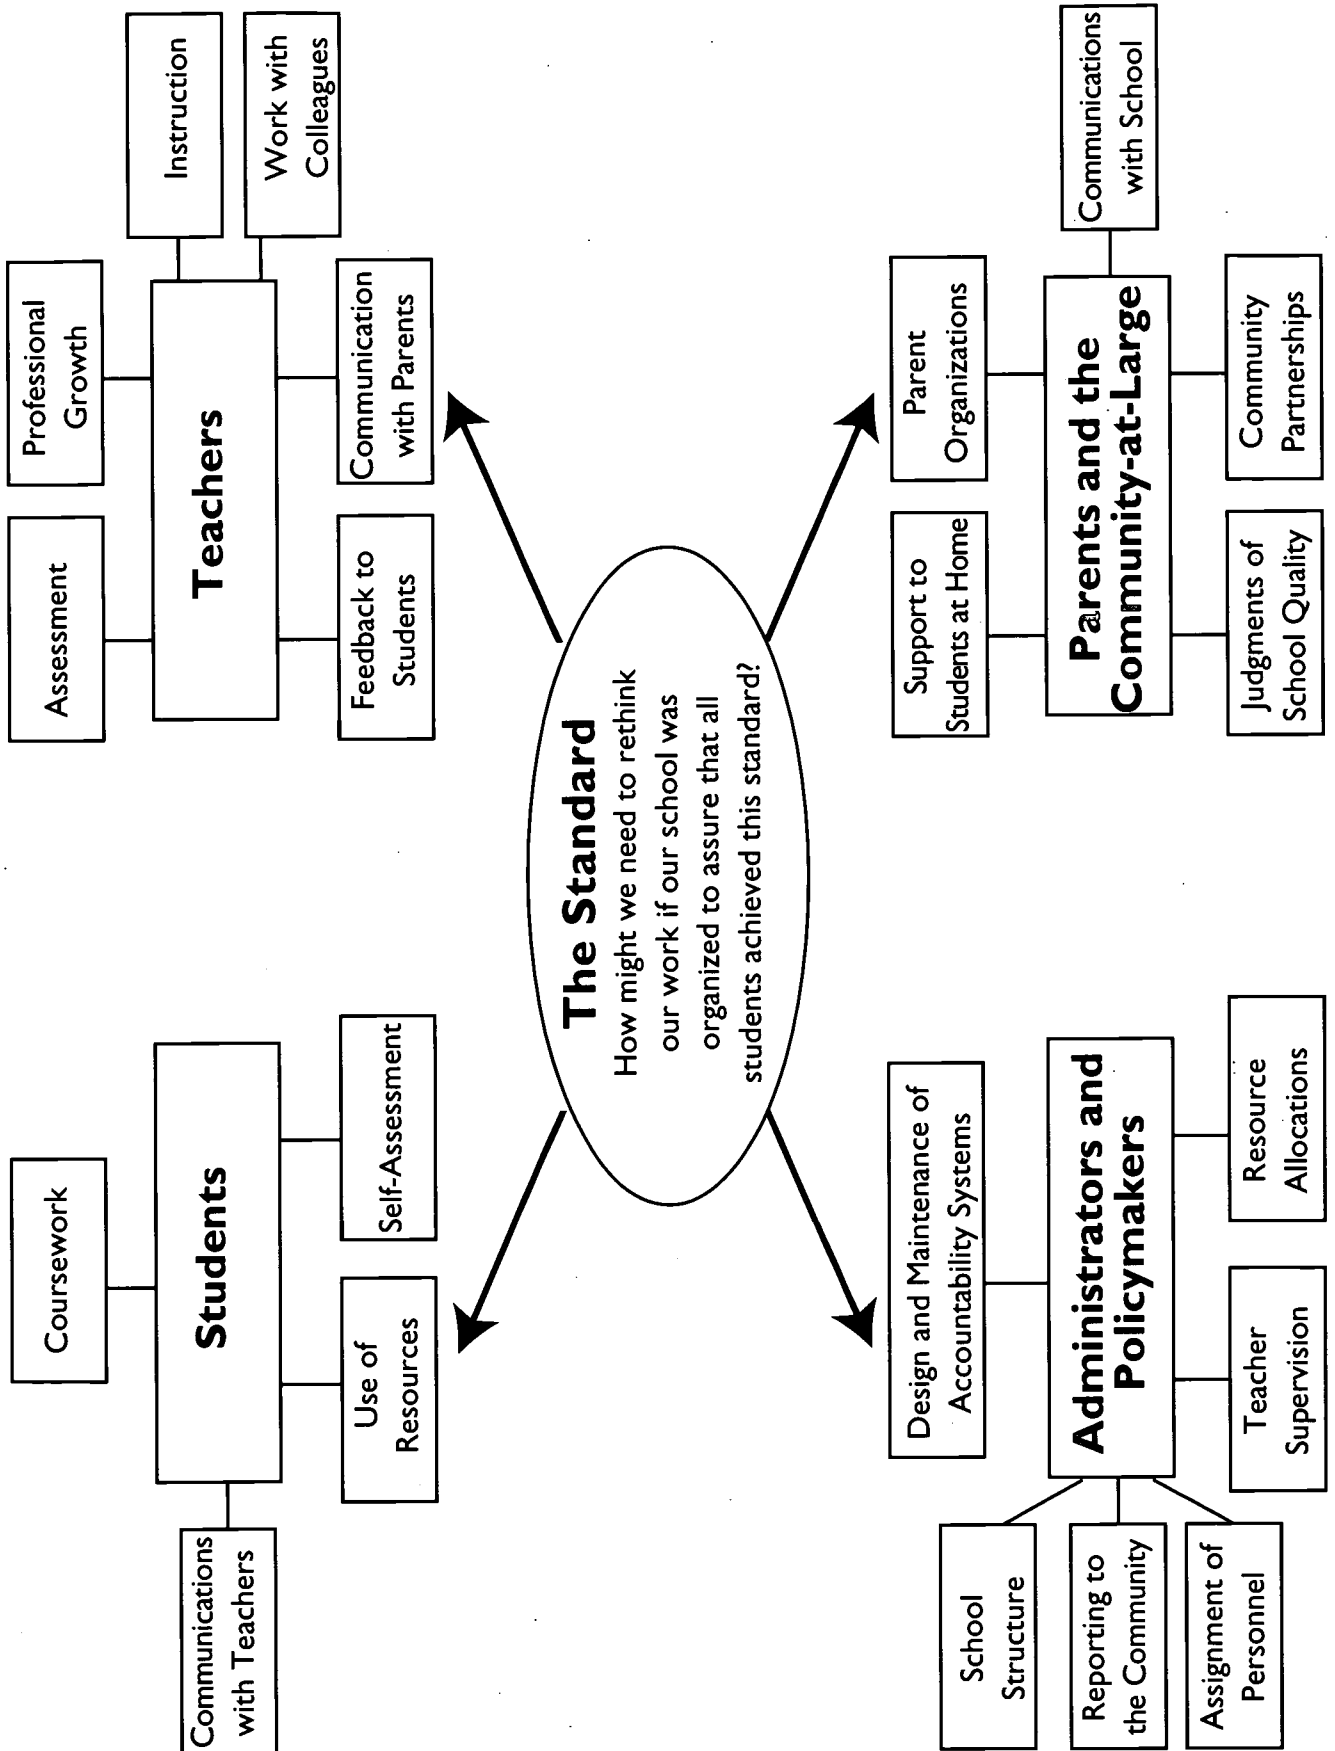 Coursework
Communications
with Teachers
Students
Use of
Resources
Self-Assessment
Assessment
Professional
Growth
Teachers
Instruction
Work with
Colleagues
Feedback to
Students
Communication
with Parents
The Standard
How might we need to rethink
our work if our school was
organized to assure that all
students achieved this standard?
Design and Maintenance of
Accountability Systems
School
Structure
Reporting to
the Community
Assignment of
Personnel
Administrators and
Policymakers
Teacher
Supervision
Resource
Allocations
Support to
Students at Home
Parent
Organizations
Parents and the
Community-at-Large
Communications
with School
Judgments of
School Quality
Community
Partnerships